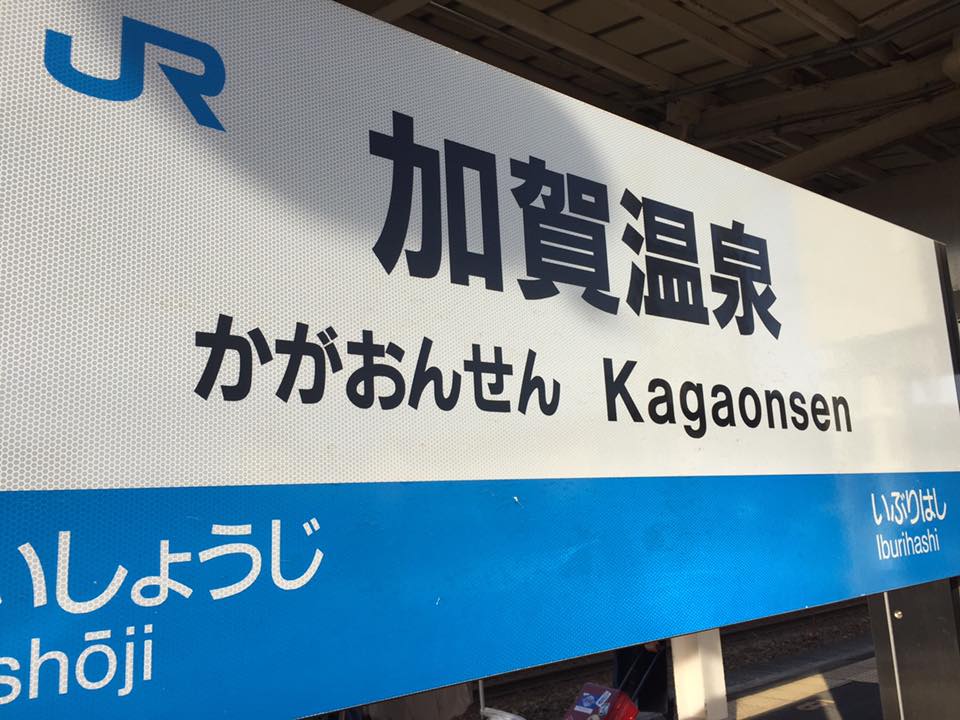 JR
加賀温泉
かがおんせん Kagaonsen
いしょうじ
shōji
いぶりはし
Iburihashi